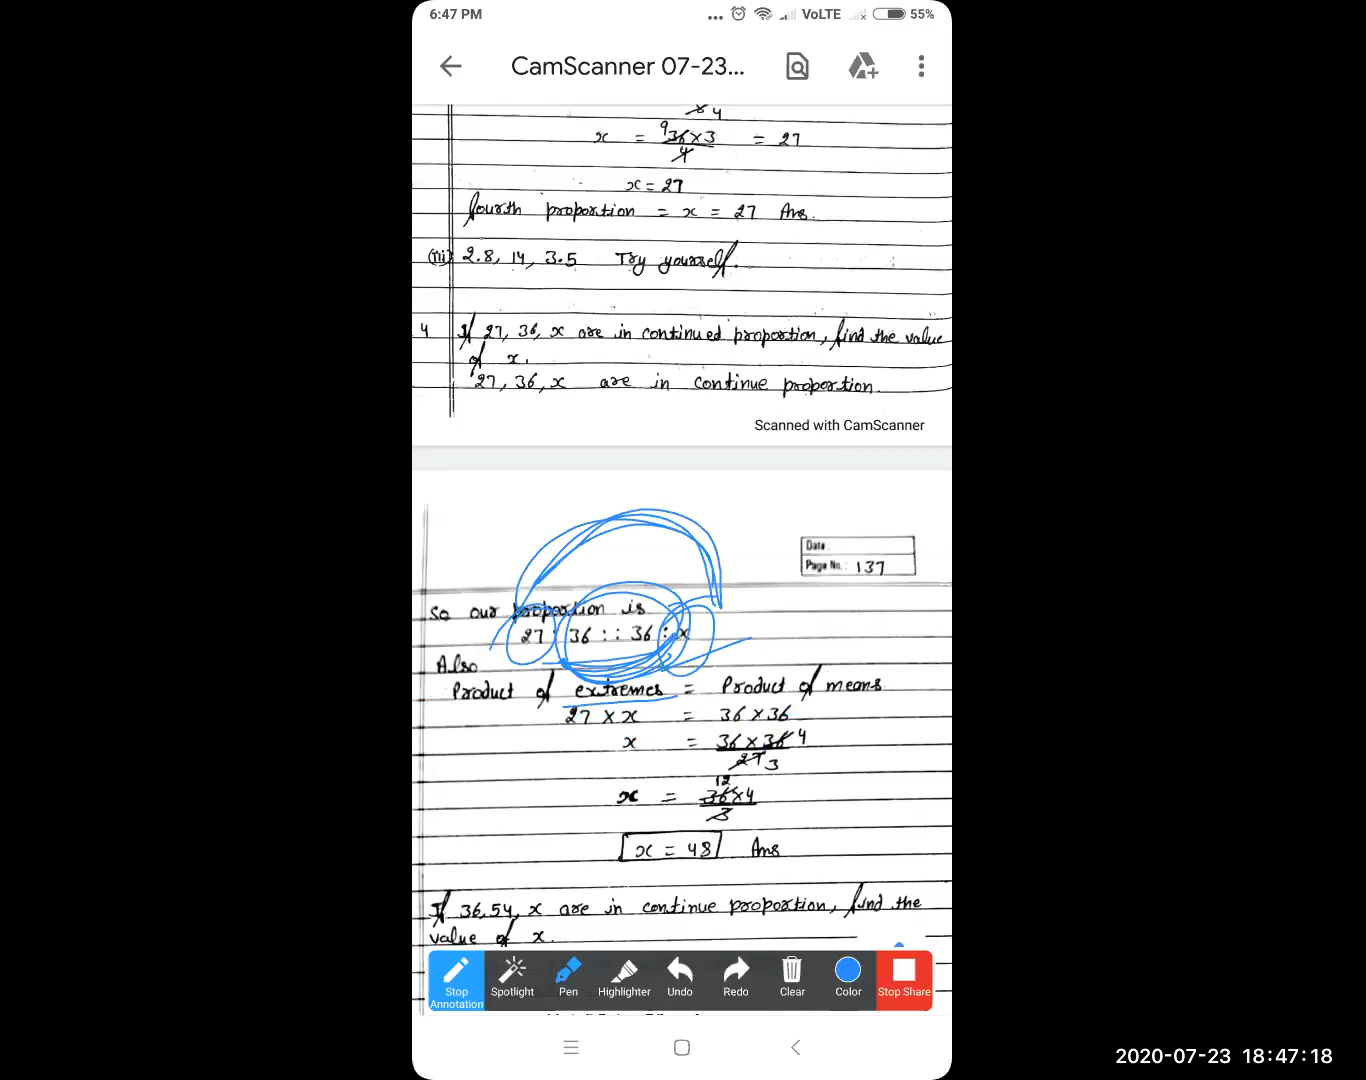 6:47 PM ... VoLTE 55%
CamScanner 07-23...
x 4
x = 9 36 × 3 = 27
4
x = 27
fourth proportion = x = 27 Ans.
(iii) 2.8, 14, 3.5 Try yourself.
4 If 27, 36, x are in continued proportion, find the value
of x.
27, 36, x are in continue proportion.
Scanned with CamScanner
Date :
Page No. : 137
So our proportion is
27 : 36 :: 36 : x
Also
Product of extremes = Product of means
27 × x = 36 × 36
x = 36 × 36 4
27 3
12
x = 36 × 4
3
x = 48 Ans
If 36, 54, x are in continue proportion, find the
value of x.
Stop Annotation Spotlight Pen Highlighter Undo Redo Clear Color Stop Share
2020-07-23 18:47:18